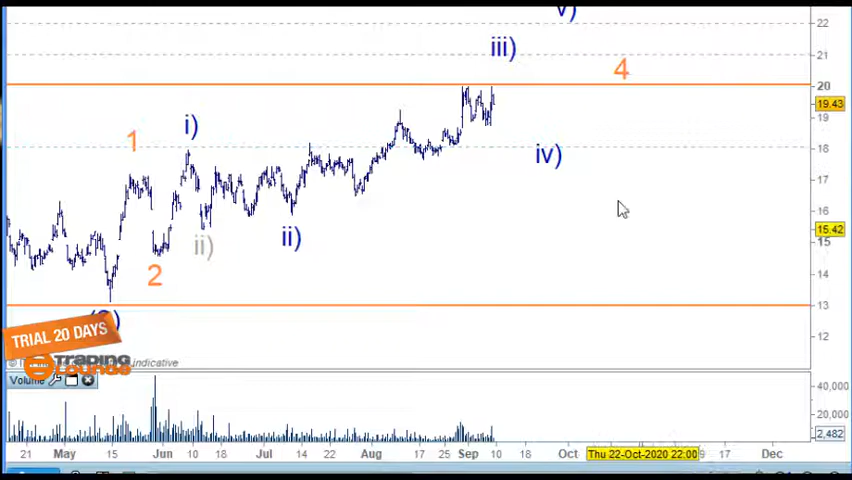 v)
22
iii)
21
4
20
19.43
1
i)
19
iv)
18
17
16
ii)
ii)
15.42
15
2
14
13
TRIAL 20 DAYS
12
TRADING
LOUNGE
indicative
Volume
40,000
20,000
2,482
21 May 15 Jun 10 18 Jul 14 Aug 17 25 Sep 10 18 Oct Thu 22-Oct-2020 22:00 9 17 Dec